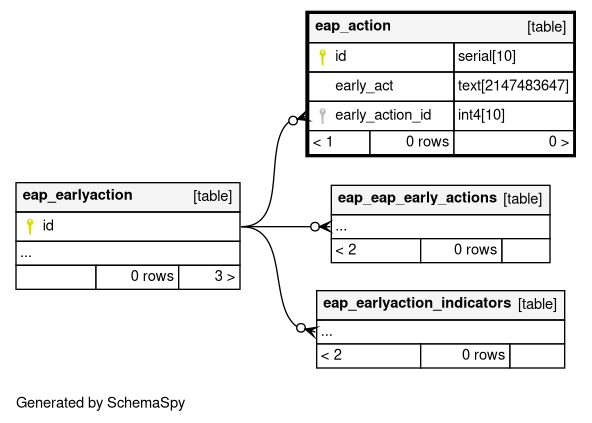 eap_action [table]
id serial[10]
early_act text[2147483647]
early_action_id int4[10]
< 1 0 rows 0 >
eap_earlyaction [table]
id
...
0 rows 3 >
eap_eap_early_actions [table]
...
< 2 0 rows
eap_earlyaction_indicators [table]
...
< 2 0 rows
Generated by SchemaSpy